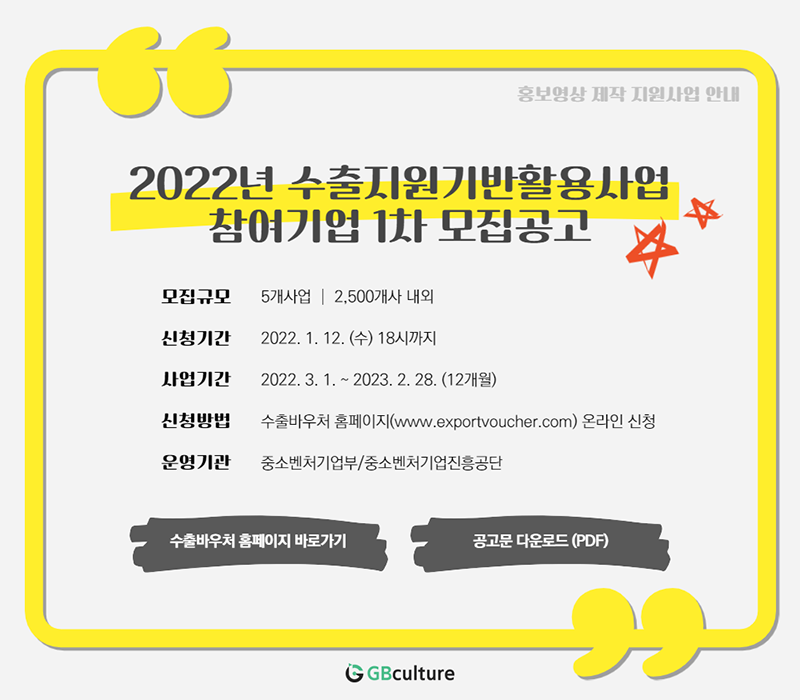 홍보영상 제작 지원사업 안내
2022년 수출지원기반활용사업
참여기업 1차 모집공고
모집규모 5개사업 | 2,500개사 내외
신청기간 2022. 1. 12. (수) 18시까지
사업기간 2022. 3. 1. ~ 2023. 2. 28. (12개월)
신청방법 수출바우처 홈페이지(www.exportvoucher.com) 온라인 신청
운영기관 중소벤처기업부/중소벤처기업진흥공단
수출바우처 홈페이지 바로가기 공고문 다운로드 (PDF)
GBculture